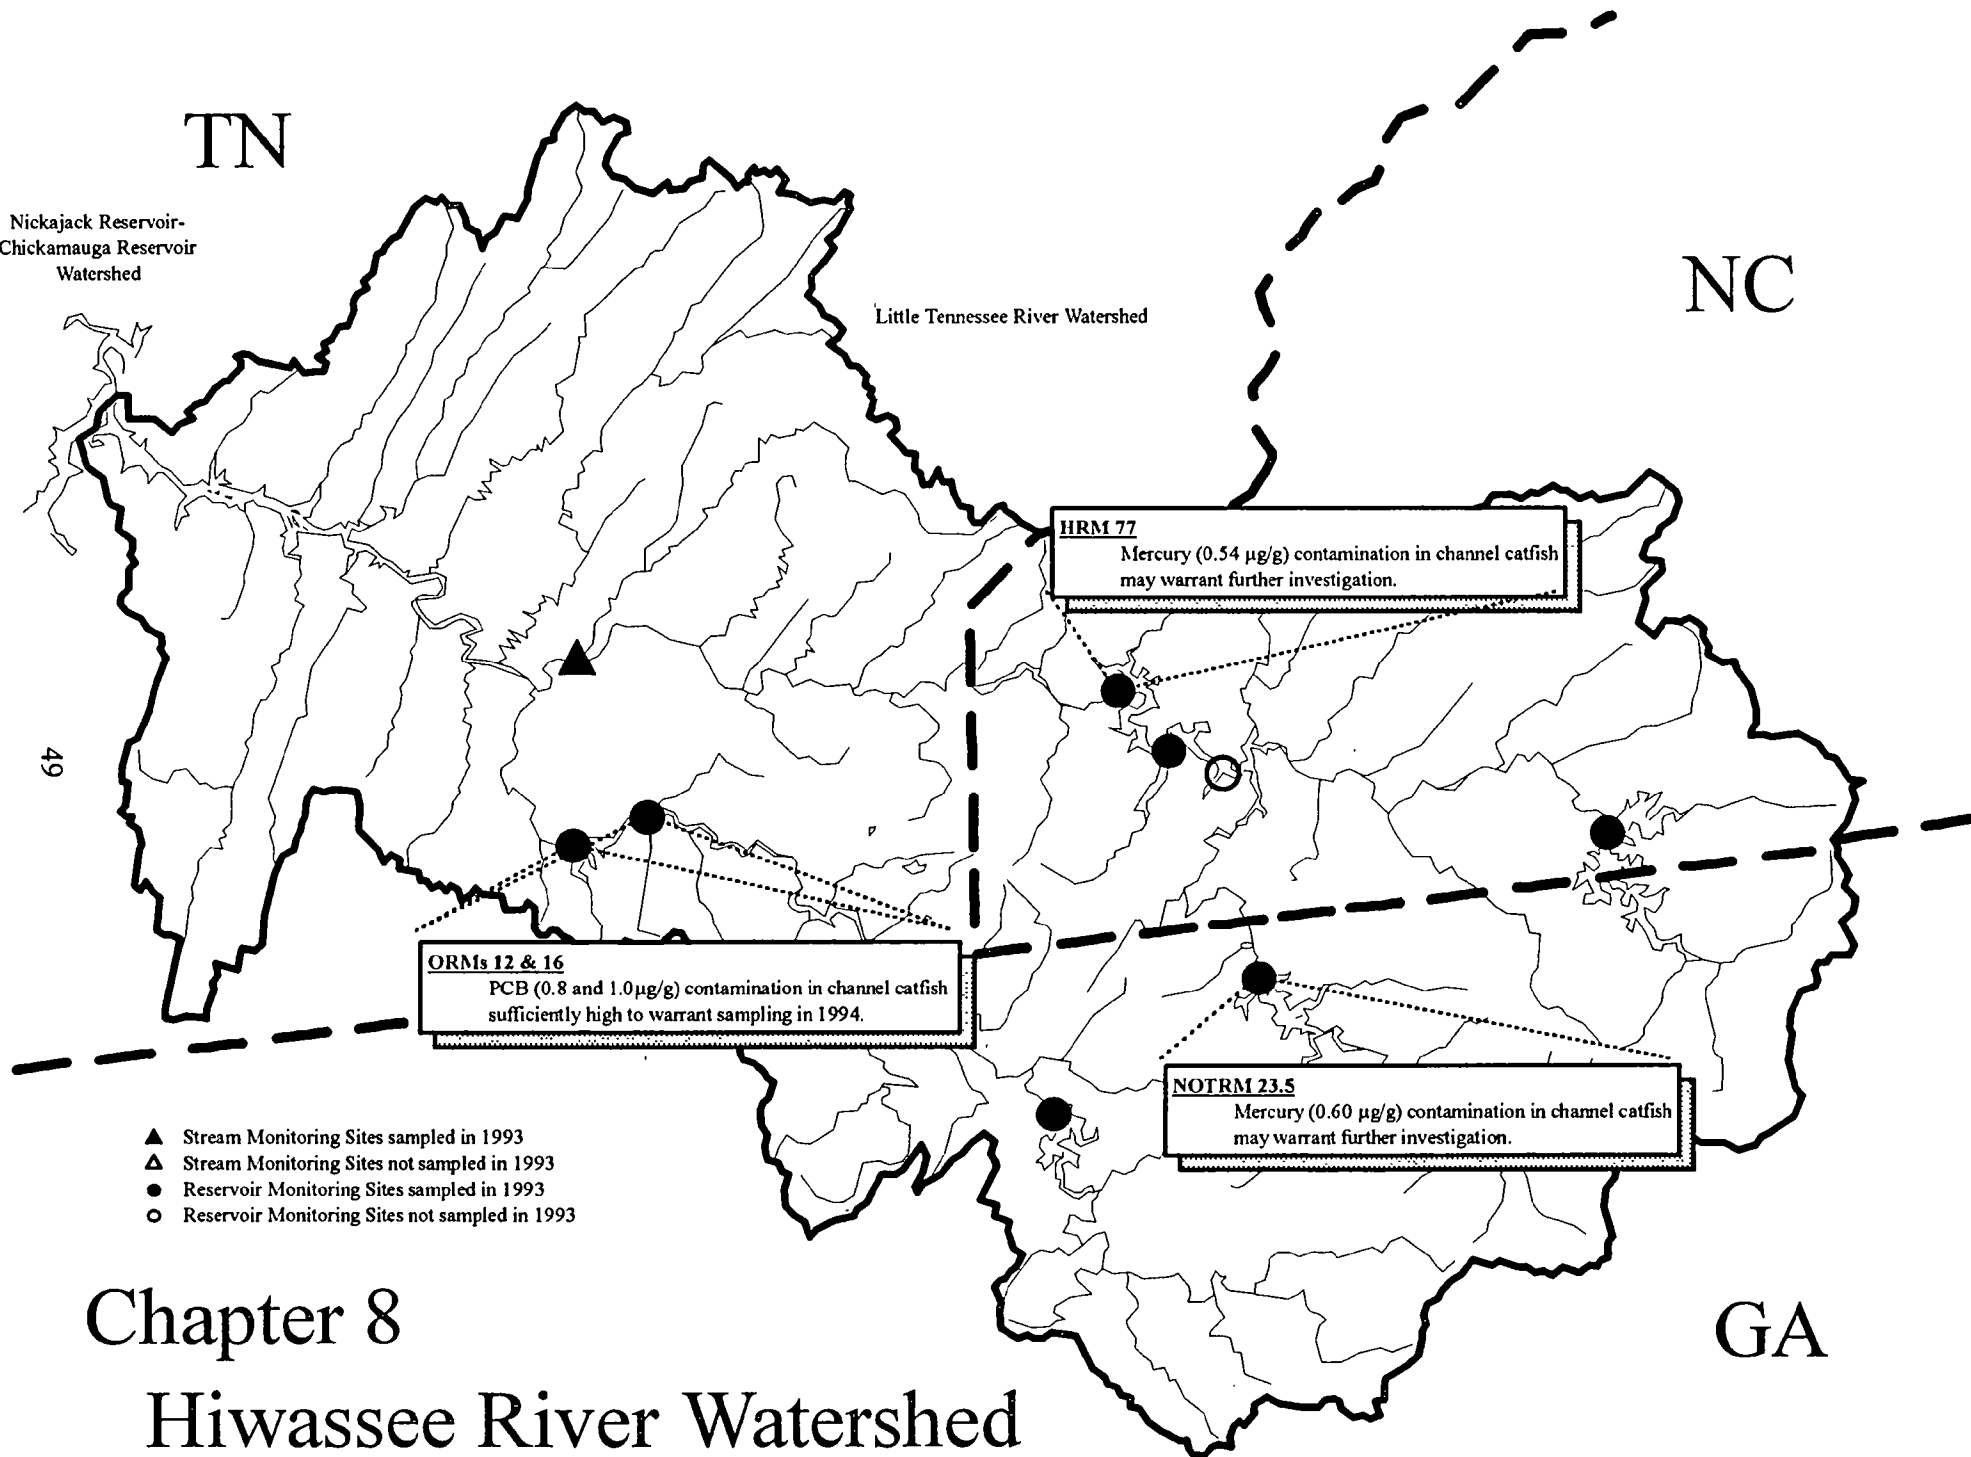 TN
Nickajack Reservoir-
Chickamauga Reservoir
Watershed
NC
Little Tennessee River Watershed
HRM 77
Mercury (0.54 µg/g) contamination in channel catfish
may warrant further investigation.
49
ORMs 12 & 16
PCB (0.8 and 1.0µg/g) contamination in channel catfish
sufficiently high to warrant sampling in 1994.
NOTRM 23.5
Mercury (0.60 µg/g) contamination in channel catfish
may warrant further investigation.
Stream Monitoring Sites sampled in 1993
Stream Monitoring Sites not sampled in 1993
Reservoir Monitoring Sites sampled in 1993
Reservoir Monitoring Sites not sampled in 1993
GA
Chapter 8
Hiwassee River Watershed